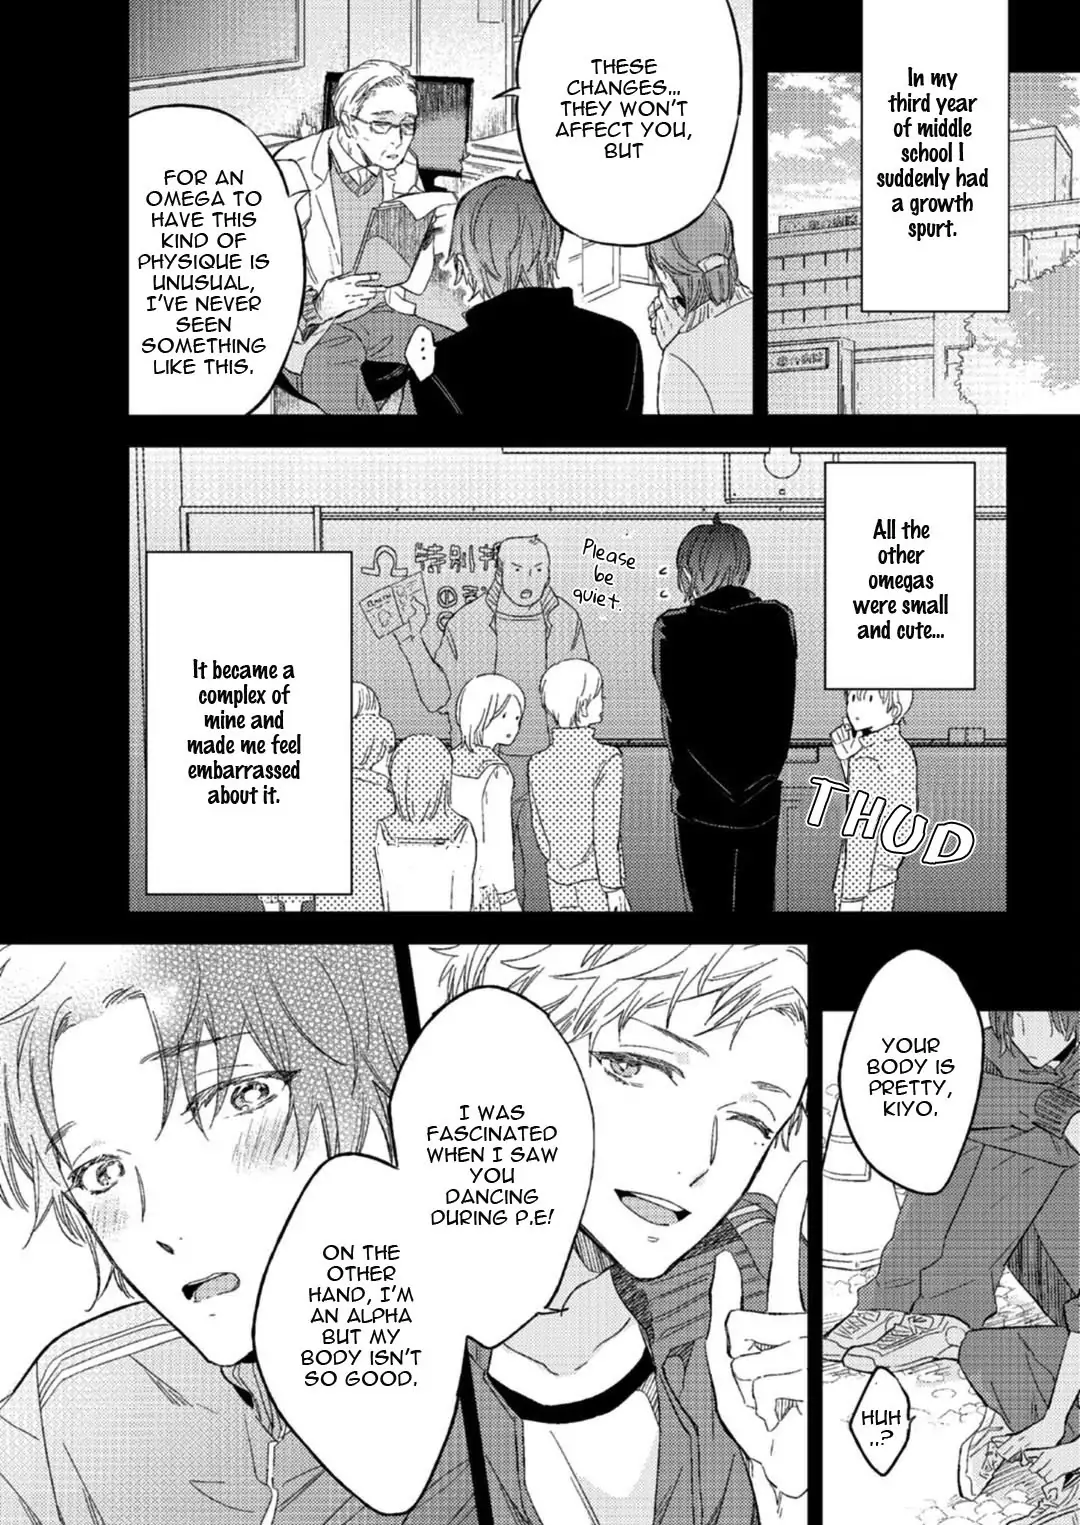 In my
third year
of middle
school I
suddenly had
a growth
spurt.
THESE
CHANGES...
THEY WON'T
AFFECT YOU,
BUT
FOR AN
OMEGA TO
HAVE THIS
KIND OF
PHYSIQUE IS
UNUSUAL,
I'VE NEVER
SEEN
SOMETHING
LIKE THIS.
...
All the
other
omegas
were small
and cute...
Please
be
quiet.
特別
THUD
It became a
complex of
mine and
made me feel
embarrassed
about it.
YOUR
BODY IS
PRETTY,
KIYO.
HUH
..?
I WAS
FASCINATED
WHEN I SAW
YOU
DANCING
DURING P.E!
ON THE
OTHER
HAND, I'M
AN ALPHA
BUT MY
BODY ISN'T
SO GOOD.